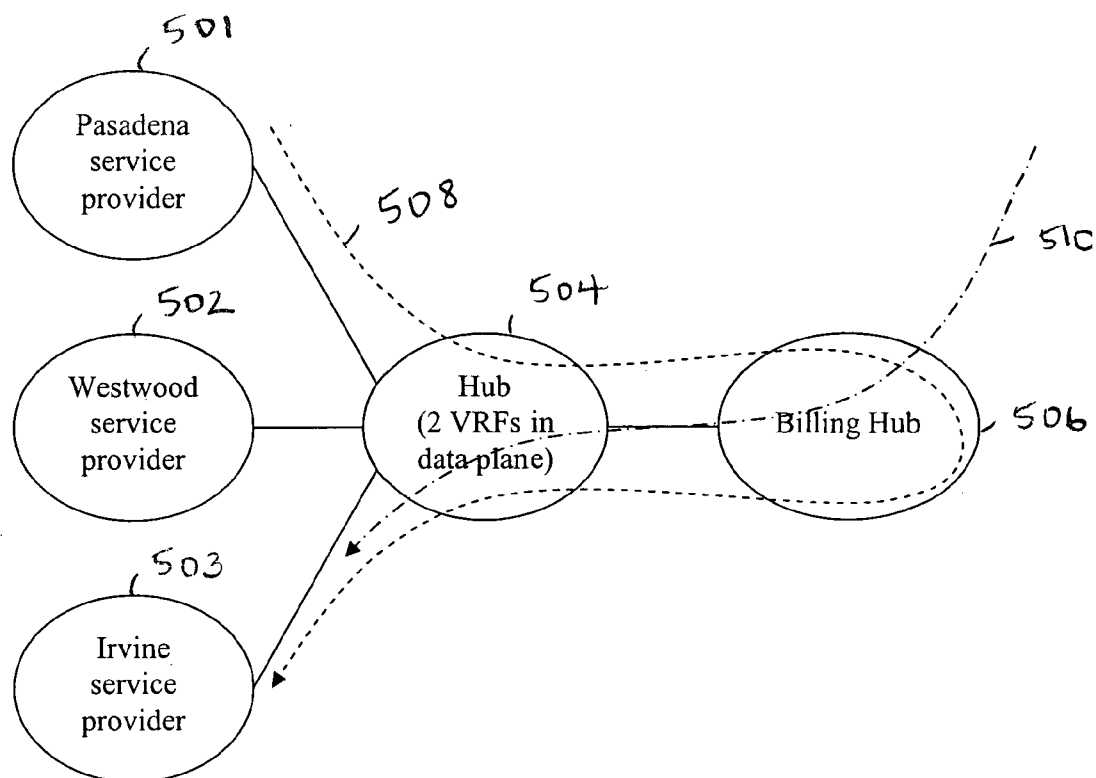 501
Pasadena
service
provider
508
510
502
504
Westwood
service
provider
Hub
(2 VRFs in
data plane)
Billing Hub
506
503
Irvine
service
provider